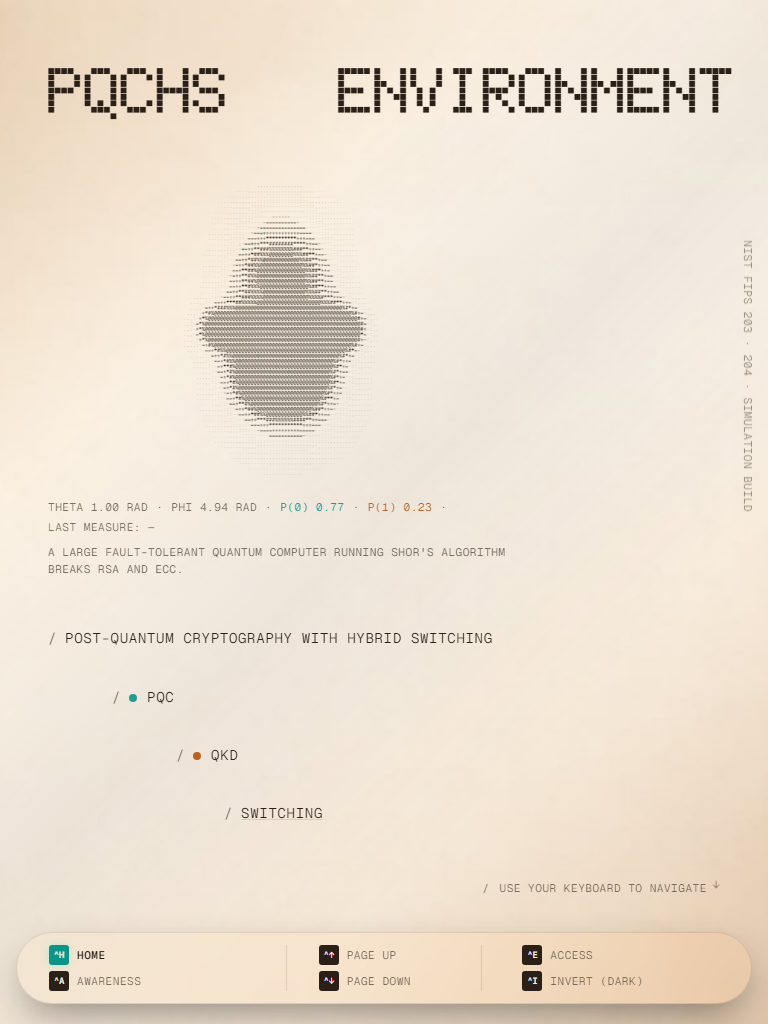 PQCHS ENVIRONMENT
NIST FIPS 203 · 204 · SIMULATION BUILD
THETA 1.00 RAD · PHI 4.94 RAD · P(0) 0.77 · P(1) 0.23 ·
LAST MEASURE: —
A LARGE FAULT-TOLERANT QUANTUM COMPUTER RUNNING SHOR'S ALGORITHM
BREAKS RSA AND ECC.
/ POST-QUANTUM CRYPTOGRAPHY WITH HYBRID SWITCHING
/ PQC
/ QKD
/ SWITCHING
/ USE YOUR KEYBOARD TO NAVIGATE ↓
^H HOME
^A AWARENESS
^↑ PAGE UP
^↓ PAGE DOWN
^E ACCESS
^I INVERT (DARK)